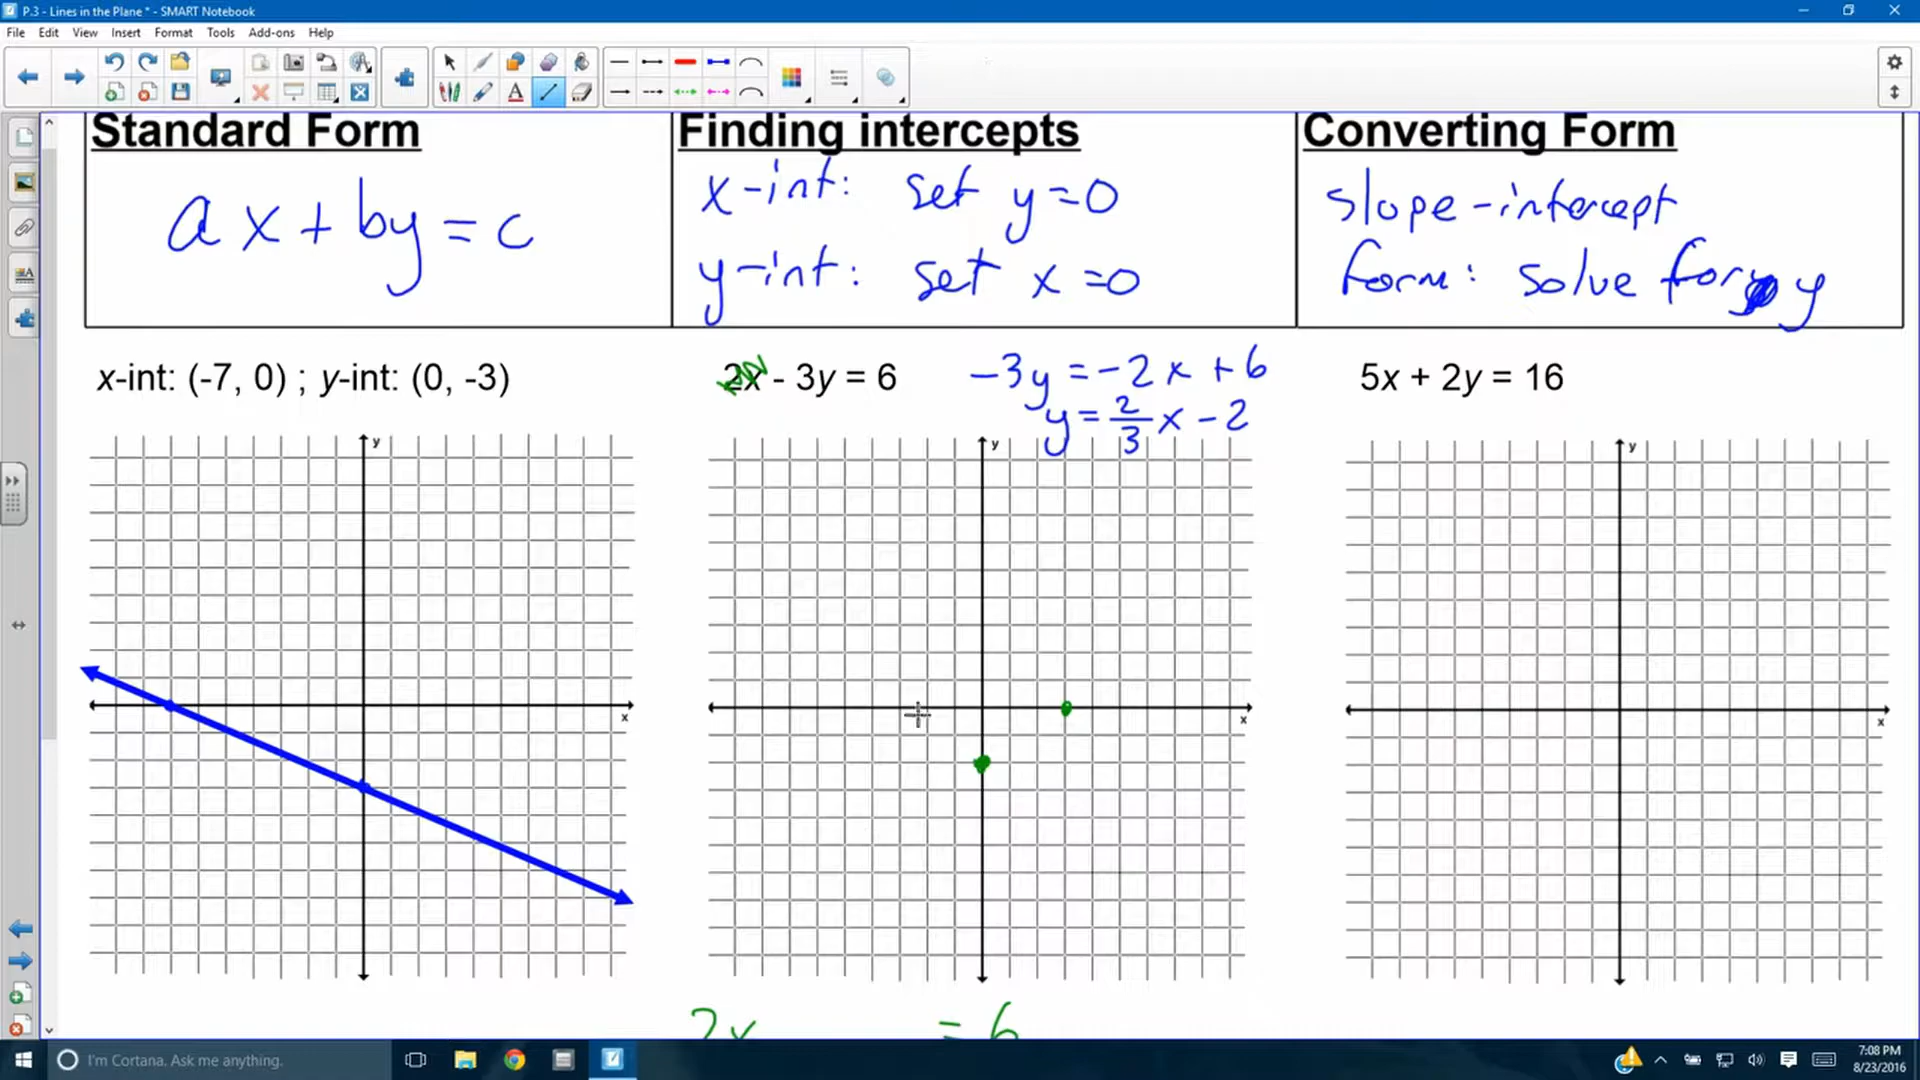 P.3 - Lines in the Plane * - SMART Notebook
File Edit View Insert Format Tools Add-ons Help
Standard Form
ax + by = c
Finding intercepts
x-int: set y=0
y-int: set x=0
Converting Form
slope-intercept
form: solve for y
x-int: (-7, 0) ; y-int: (0, -3)
2x - 3y = 6
-3y = -2x + 6
y = 2/3 x - 2
5x + 2y = 16
y
x
y
x
y
x
2x = 6
I'm Cortana. Ask me anything.
7:08 PM
8/23/2016